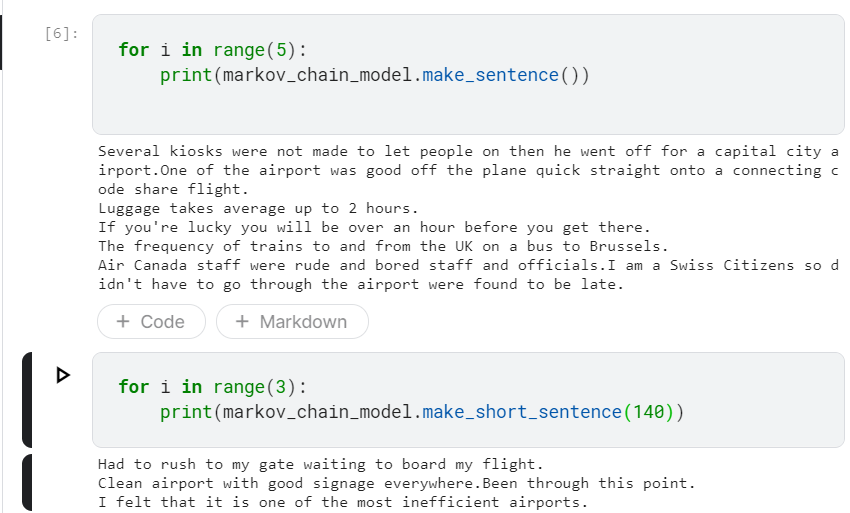 [6]:
for i in range(5):
    print(markov_chain_model.make_sentence())
Several kiosks were not made to let people on then he went off for a capital city a
irport.One of the airport was good off the plane quick straight onto a connecting c
ode share flight.
Luggage takes average up to 2 hours.
If you're lucky you will be over an hour before you get there.
The frequency of trains to and from the UK on a bus to Brussels.
Air Canada staff were rude and bored staff and officials.I am a Swiss Citizens so d
idn't have to go through the airport were found to be late.
+ Code + Markdown
for i in range(3):
    print(markov_chain_model.make_short_sentence(140))
Had to rush to my gate waiting to board my flight.
Clean airport with good signage everywhere.Been through this point.
I felt that it is one of the most inefficient airports.